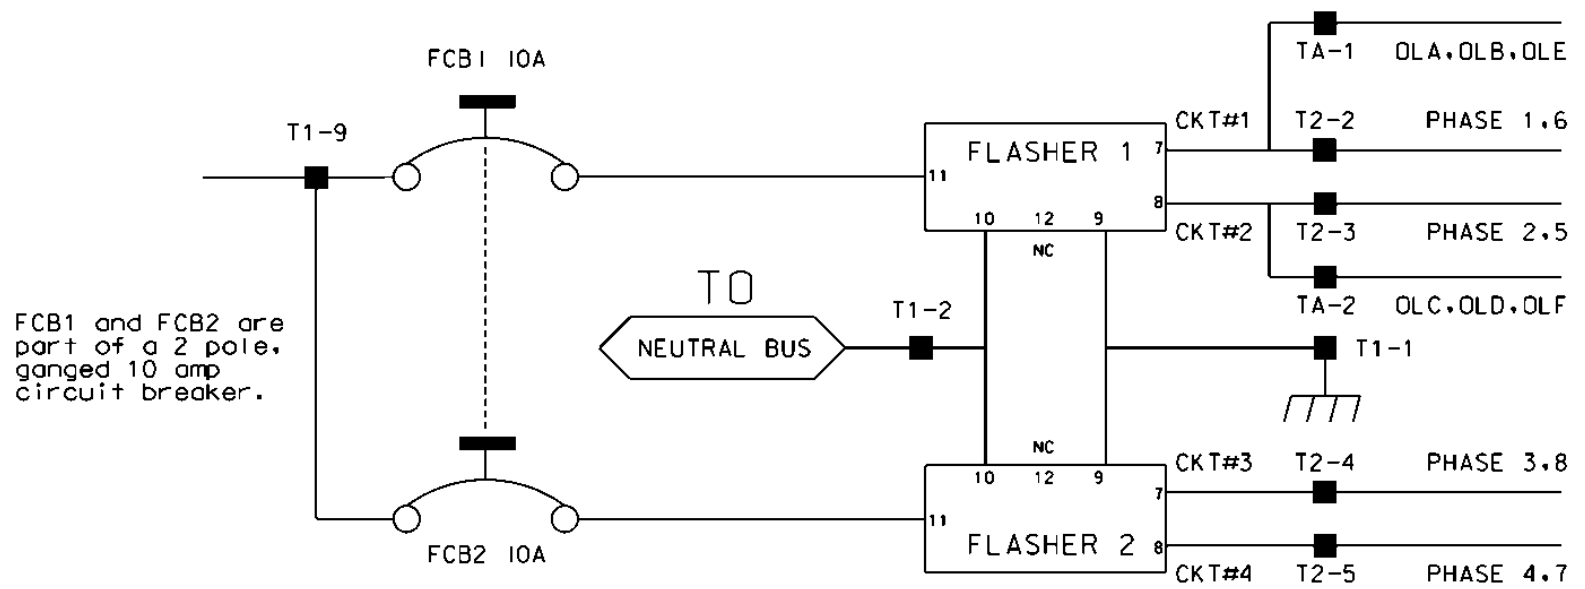 FCB1 10A
T1-9
TA-1 OLA,OLB,OLE
CKT#1 T2-2 PHASE 1,6
FLASHER 1 7
11
8
10 12 9
NC
CKT#2 T2-3 PHASE 2,5
TA-2 OLC,OLD,OLF
TO
NEUTRAL BUS
T1-2
T1-1
FCB1 and FCB2 are
part of a 2 pole,
ganged 10 amp
circuit breaker.
NC
CKT#3 T2-4 PHASE 3,8
10 12 9
7
11
FLASHER 2 8
FCB2 10A
CKT#4 T2-5 PHASE 4,7